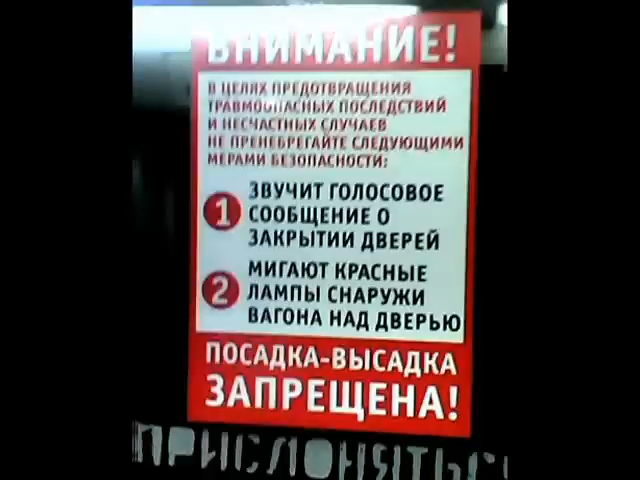 ВНИМАНИЕ!
В ЦЕЛЯХ ПРЕДОТВРАЩЕНИЯ
ТРАВМООПАСНЫХ ПОСЛЕДСТВИЙ
И НЕСЧАСТНЫХ СЛУЧАЕВ
НЕ ПРЕНЕБРЕГАЙТЕ СЛЕДУЮЩИМИ
МЕРАМИ БЕЗОПАСНОСТИ:
1 ЗВУЧИТ ГОЛОСОВОЕ
СООБЩЕНИЕ О
ЗАКРЫТИИ ДВЕРЕЙ
2 МИГАЮТ КРАСНЫЕ
ЛАМПЫ СНАРУЖИ
ВАГОНА НАД ДВЕРЬЮ
ПОСАДКА-ВЫСАДКА
ЗАПРЕЩЕНА!
ПРИСЛОНЯТЬС